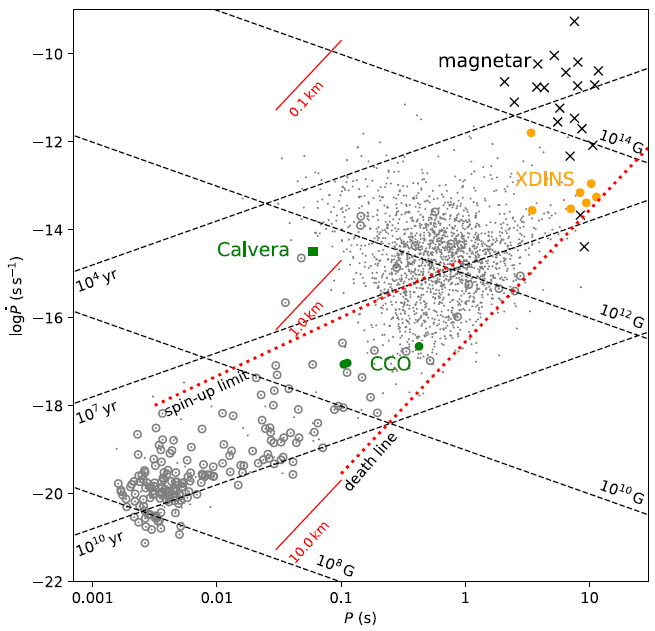 −10
−12
−14
−16
−18
−20
−22
logṖ (s s⁻¹)
0.001
0.01
0.1
1
10
P (s)
magnetar
XDINS
Calvera
CCO
0.1 km
1.0 km
10.0 km
10¹⁴ G
10¹² G
10¹⁰ G
10⁸ G
10⁴ yr
10⁷ yr
10¹⁰ yr
spin-up limit
death line